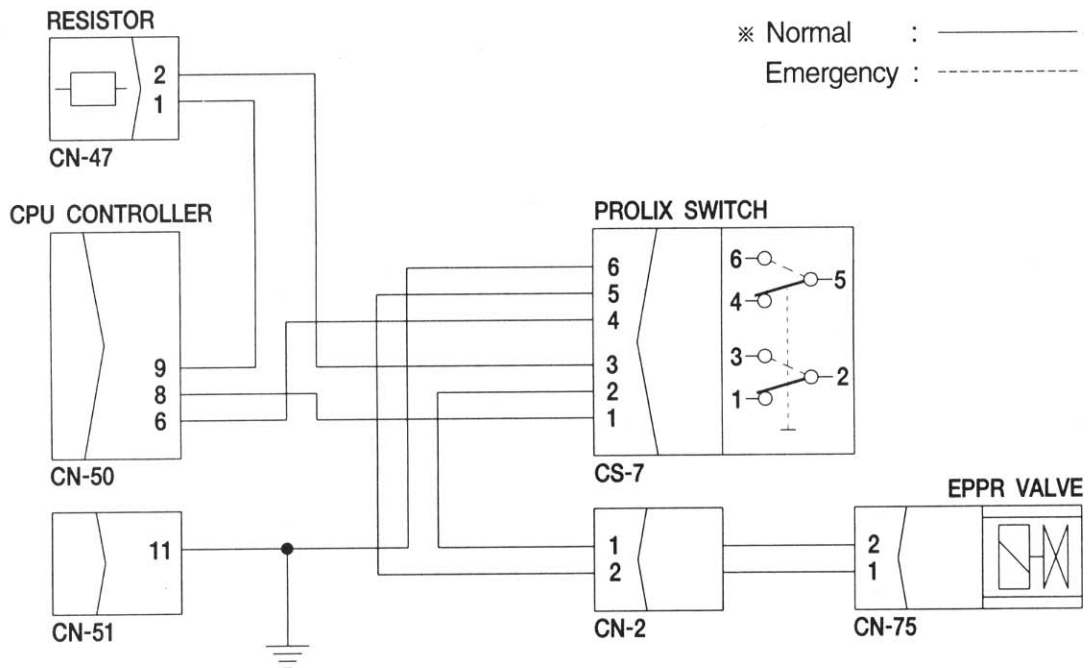 RESISTOR
2
1
CN-47
※ Normal :
Emergency :
CPU CONTROLLER
9
8
6
CN-50
11
CN-51
PROLIX SWITCH
6
5
4
3
2
1
6
5
4
3
2
1
CS-7
1
2
CN-2
EPPR VALVE
2
1
CN-75